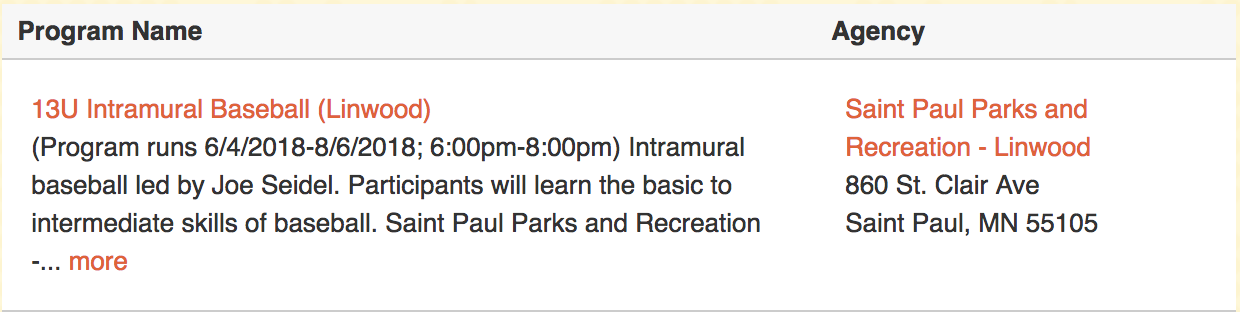 Program Name
Agency
13U Intramural Baseball (Linwood)
(Program runs 6/4/2018-8/6/2018; 6:00pm-8:00pm) Intramural
baseball led by Joe Seidel. Participants will learn the basic to
intermediate skills of baseball. Saint Paul Parks and Recreation
-... more
Saint Paul Parks and
Recreation - Linwood
860 St. Clair Ave
Saint Paul, MN 55105